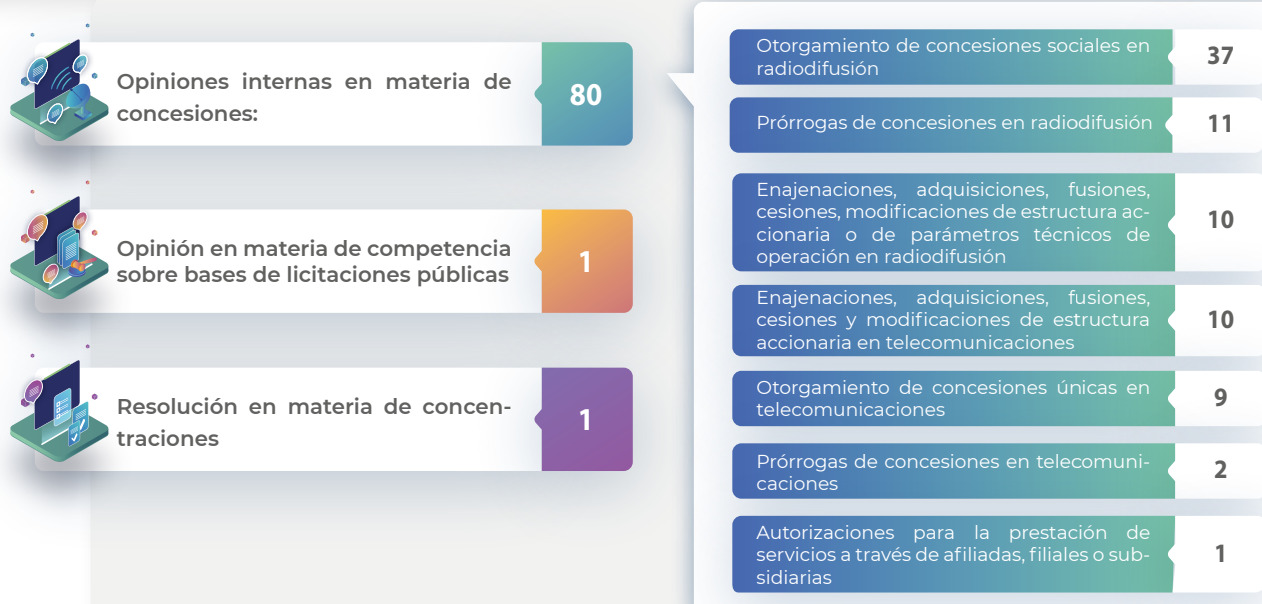 Opiniones internas en materia de
concesiones:
80
Opinión en materia de competencia
sobre bases de licitaciones públicas
1
Resolución en materia de concen-
traciones
1
Otorgamiento de concesiones sociales en
radiodifusión
37
Prórrogas de concesiones en radiodifusión
11
Enajenaciones, adquisiciones, fusiones,
cesiones, modificaciones de estructura ac-
cionaria o de parámetros técnicos de
operación en radiodifusión
10
Enajenaciones, adquisiciones, fusiones,
cesiones y modificaciones de estructura
accionaria en telecomunicaciones
10
Otorgamiento de concesiones únicas en
telecomunicaciones
9
Prórrogas de concesiones en telecomuni-
caciones
2
Autorizaciones para la prestación de
servicios a través de afiliadas, filiales o sub-
sidiarias
1